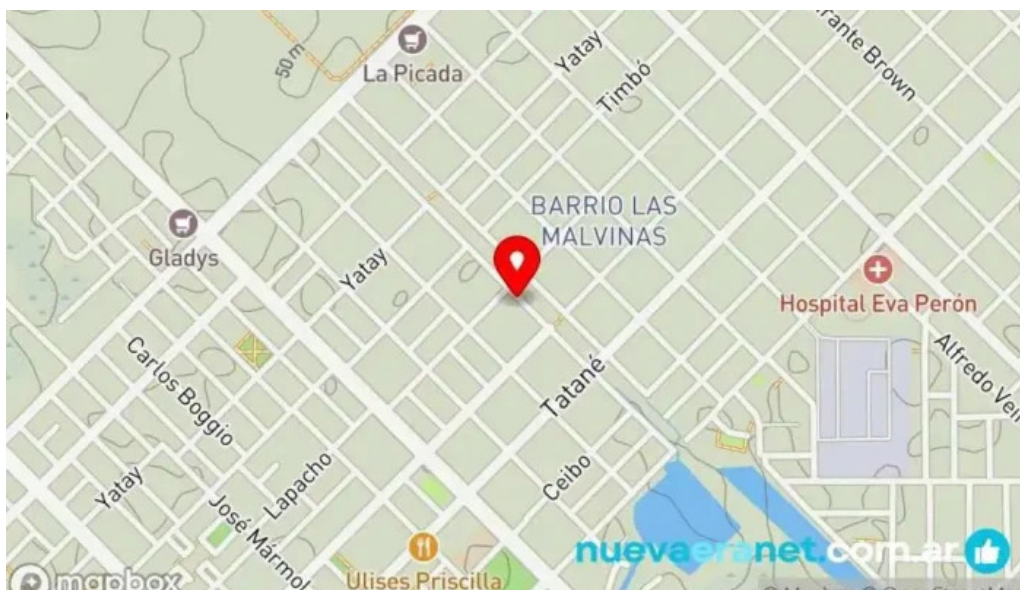 50 m
La Picada
Yatay
Timbó
rante Brown
BARRIO LAS
MALVINAS
Gladys
Yatay
Hospital Eva Perón
Carlos Boggio
Tatané
Alfredo Vei
Yatay
Lapacho
Ceibo
José Mármol
Ulises Priscilla
nuevaeranet.com.ar
mapbox